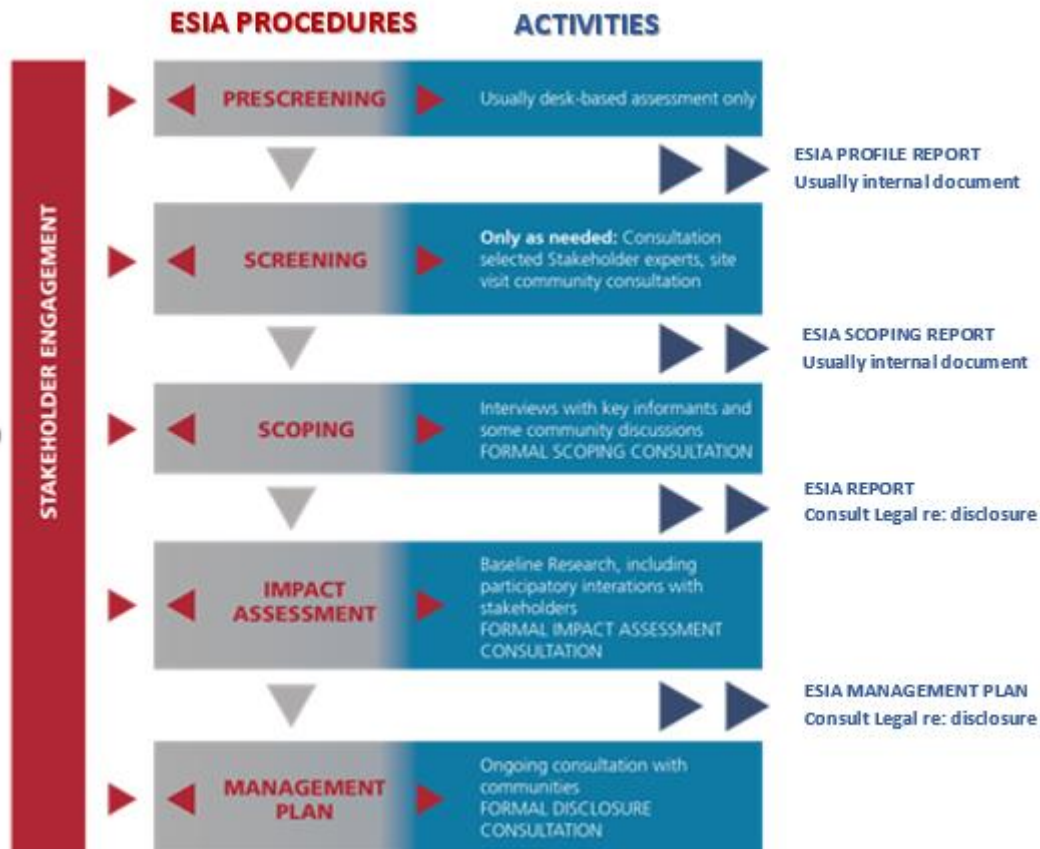 ESIA PROCEDURES
ACTIVITIES
STAKEHOLDER ENGAGEMENT
PRESCREENING
Usually desk-based assessment only
ESIA PROFILE REPORT
Usually internal document
SCREENING
Only as needed: Consultation
selected Stakeholder experts, site
visit community consultation
ESIA SCOPING REPORT
Usually internal document
SCOPING
Interviews with key informants and
some community discussions
FORMAL SCOPING CONSULTATION
ESIA REPORT
Consult Legal re: disclosure
IMPACT
ASSESSMENT
Baseline Research, including
participatory interations with
stakeholders
FORMAL IMPACT ASSESSMENT
CONSULTATION
ESIA MANAGEMENT PLAN
Consult Legal re: disclosure
MANAGEMENT
PLAN
Ongoing consultation with
communities
FORMAL DISCLOSURE
CONSULTATION